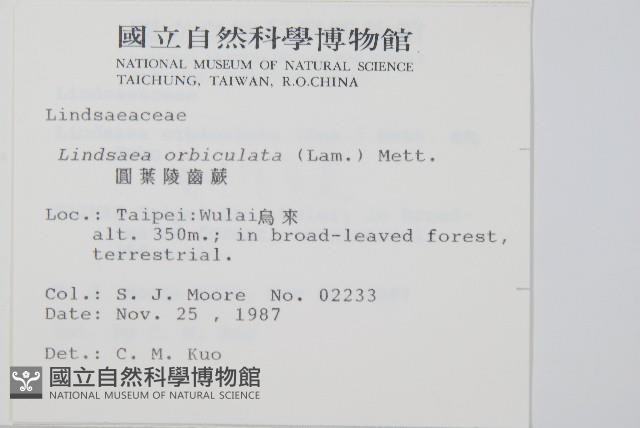 國立自然科學博物館
NATIONAL MUSEUM OF NATURAL SCIENCE
TAICHUNG, TAIWAN, R.O.CHINA
Lindsaeaceae
Lindsaea orbiculata (Lam.) Mett.
圓葉陵齒蕨
Loc.: Taipei:Wulai烏來
alt. 350m.; in broad-leaved forest,
terrestrial.
Col.: S. J. Moore No. 02233
Date: Nov. 25 , 1987
Det.: C. M. Kuo
國立自然科學博物館
NATIONAL MUSEUM OF NATURAL SCIENCE